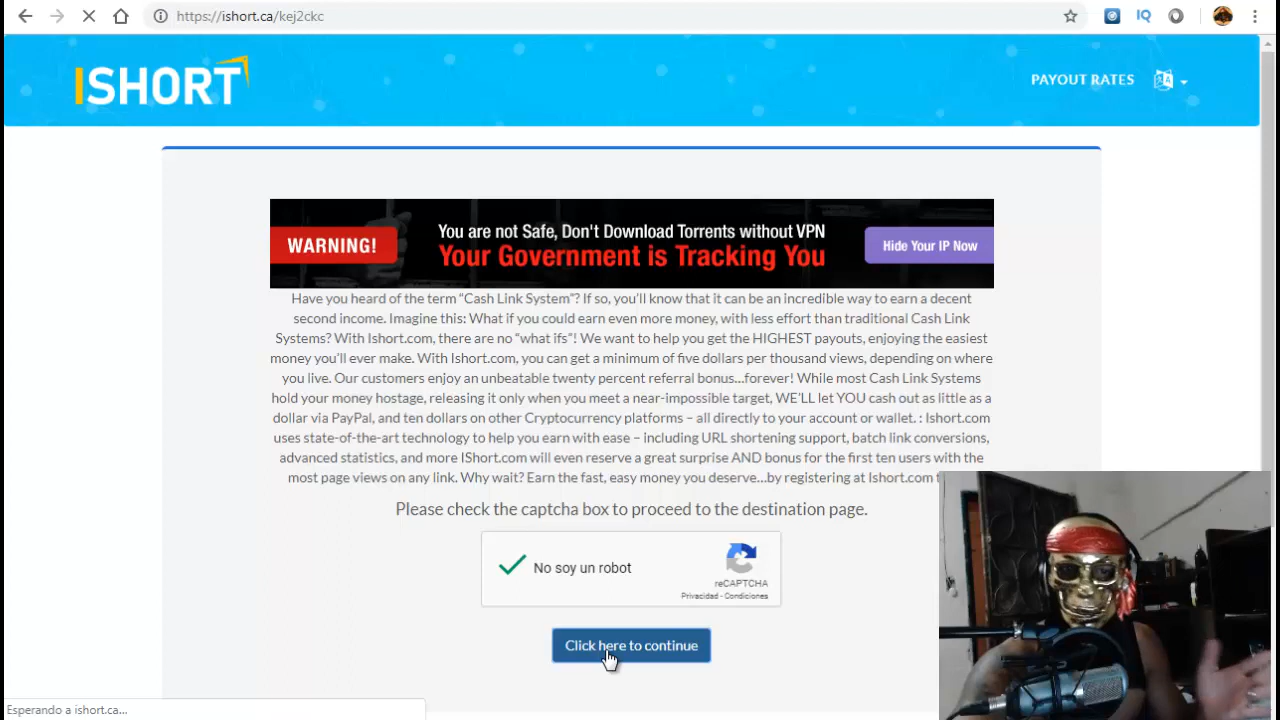 https://ishort.ca/kej2ckc
IQ
ISHORT
PAYOUT RATES
WARNING!
You are not Safe, Don't Download Torrents without VPN
Your Government is Tracking You
Hide Your IP Now
Have you heard of the term “Cash Link System”? If so, you’ll know that it can be an incredible way to earn a decent
second income. Imagine this: What if you could earn even more money, with less effort than traditional Cash Link
Systems? With Ishort.com, there are no “what ifs”! We want to help you get the HIGHEST payouts, enjoying the easiest
money you’ll ever make. With Ishort.com, you can get a minimum of five dollars per thousand views, depending on where
you live. Our customers enjoy an unbeatable twenty percent referral bonus…forever! While most Cash Link Systems
hold your money hostage, releasing it only when you meet a near-impossible target, WE’LL let YOU cash out as little as a
dollar via PayPal, and ten dollars on other Cryptocurrency platforms – all directly to your account or wallet. : Ishort.com
uses state-of-the-art technology to help you earn with ease – including URL shortening support, batch link conversions,
advanced statistics, and more IShort.com will even reserve a great surprise AND bonus for the first ten users with the
most page views on any link. Why wait? Earn the fast, easy money you deserve…by registering at Ishort.com
Please check the captcha box to proceed to the destination page.
No soy un robot
reCAPTCHA
Privacidad - Condiciones
Click here to continue
Esperando a ishort.ca...